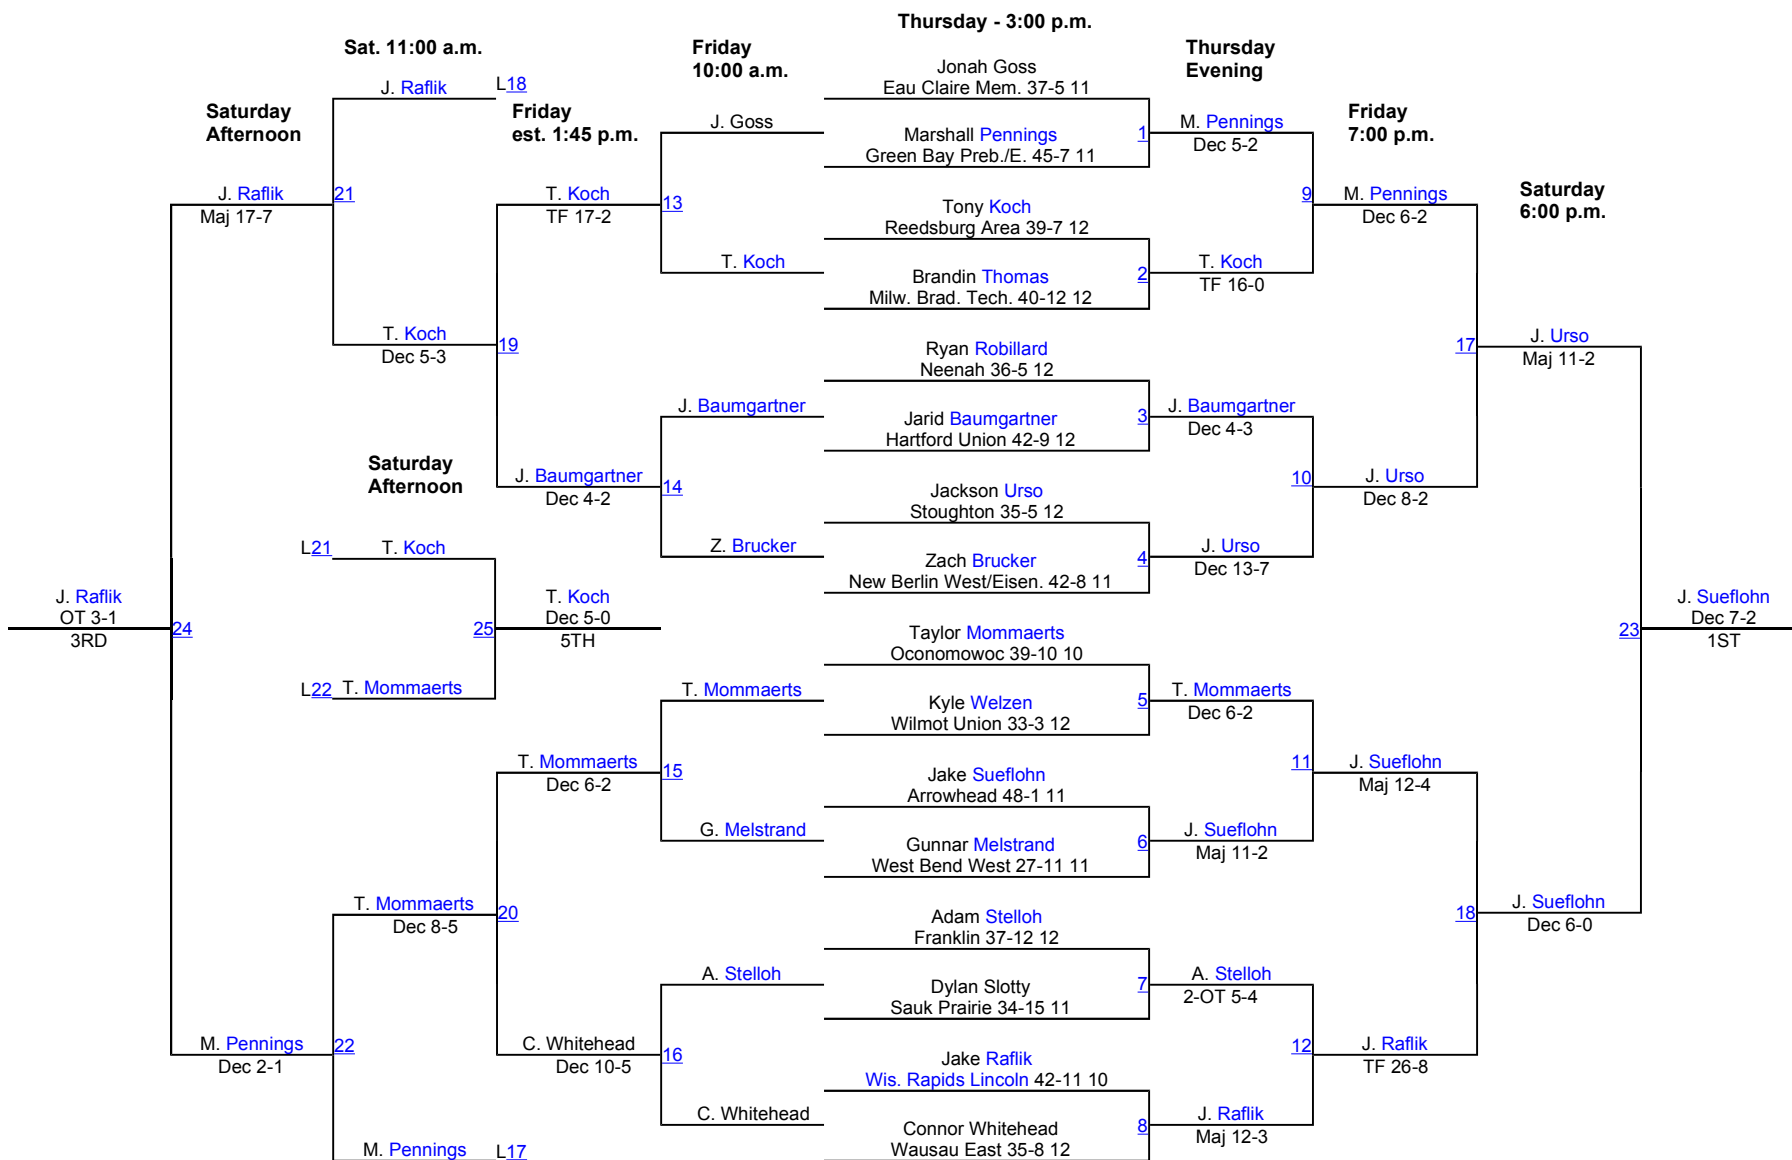 Thursday - 3:00 p.m.
Sat. 11:00 a.m.
Friday
10:00 a.m.
Thursday
Evening
Jonah Goss
Eau Claire Mem. 37-5 11
J. Raflik
L18
Saturday
Afternoon
Friday
est. 1:45 p.m.
Friday
7:00 p.m.
J. Goss
Marshall Pennings
Green Bay Preb./E. 45-7 11
1
M. Pennings
Dec 5-2
J. Raflik
Maj 17-7
21
T. Koch
TF 17-2
13
Tony Koch
Reedsburg Area 39-7 12
9
M. Pennings
Dec 6-2
Saturday
6:00 p.m.
T. Koch
Brandin Thomas
Milw. Brad. Tech. 40-12 12
2
T. Koch
TF 16-0
T. Koch
Dec 5-3
19
Ryan Robillard
Neenah 36-5 12
17
J. Urso
Maj 11-2
J. Baumgartner
Jarid Baumgartner
Hartford Union 42-9 12
3
J. Baumgartner
Dec 4-3
Saturday
Afternoon
J. Baumgartner
Dec 4-2
14
Jackson Urso
Stoughton 35-5 12
10
J. Urso
Dec 8-2
L21
T. Koch
Z. Brucker
Zach Brucker
New Berlin West/Eisen. 42-8 11
4
J. Urso
Dec 13-7
J. Raflik
OT 3-1
3RD
24
25
T. Koch
Dec 5-0
5TH
Taylor Mommaerts
Oconomowoc 39-10 10
23
J. Sueflohn
Dec 7-2
1ST
L22
T. Mommaerts
T. Mommaerts
Kyle Welzen
Wilmot Union 33-3 12
5
T. Mommaerts
Dec 6-2
T. Mommaerts
Dec 6-2
15
Jake Sueflohn
Arrowhead 48-1 11
11
J. Sueflohn
Maj 12-4
G. Melstrand
Gunnar Melstrand
West Bend West 27-11 11
6
J. Sueflohn
Maj 11-2
T. Mommaerts
Dec 8-5
20
Adam Stelloh
Franklin 37-12 12
18
J. Sueflohn
Dec 6-0
A. Stelloh
Dylan Slotty
Sauk Prairie 34-15 11
7
A. Stelloh
2-OT 5-4
M. Pennings
Dec 2-1
22
C. Whitehead
Dec 10-5
16
Jake Raflik
Wis. Rapids Lincoln 42-11 10
12
J. Raflik
TF 26-8
C. Whitehead
Connor Whitehead
Wausau East 35-8 12
8
J. Raflik
Maj 12-3
M. Pennings
L17